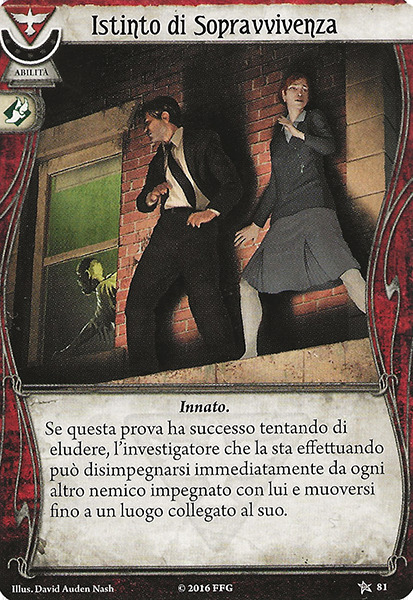 Istinto di Sopravvivenza
ABILITÀ
Innato.
Se questa prova ha successo tentando di
eludere, l'investigatore che la sta effettuando
può disimpegnarsi immediatamente da ogni
altro nemico impegnato con lui e muoversi
fino a un luogo collegato al suo.
Illus. David Auden Nash © 2016 FFG 81